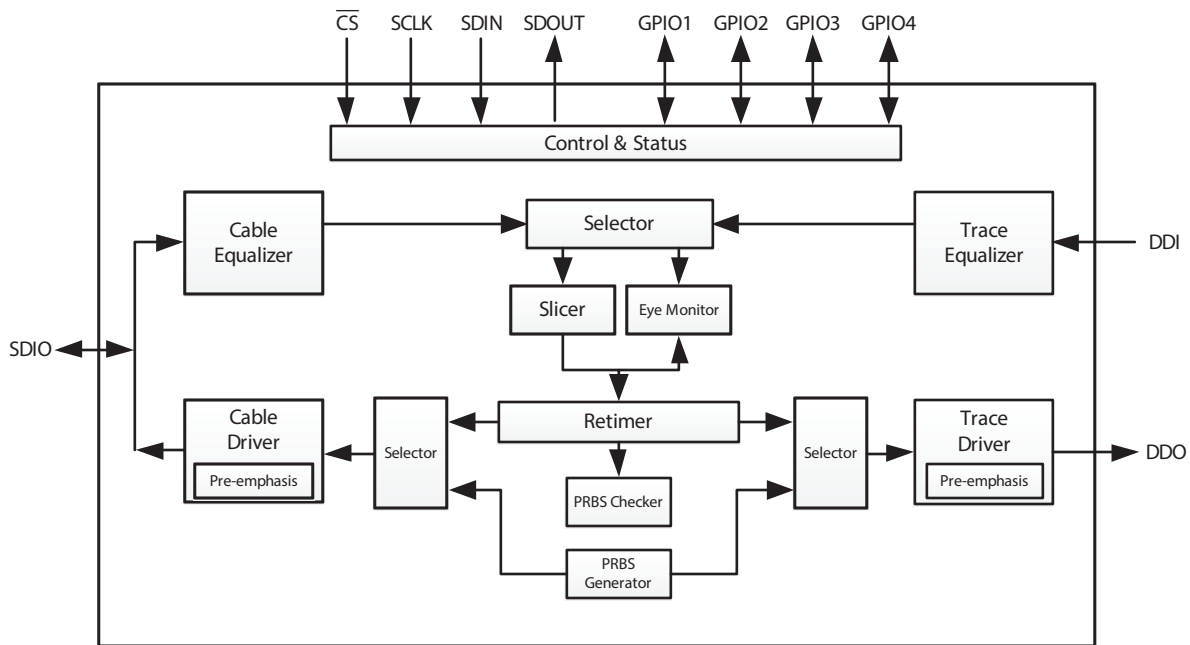 C̅S̅ SCLK SDIN SDOUT GPIO1 GPIO2 GPIO3 GPIO4
Control & Status
Cable
Equalizer
Selector
Trace
Equalizer
DDI
Slicer
Eye Monitor
SDIO
Cable
Driver
Pre-emphasis
Selector
Retimer
Selector
Trace
Driver
Pre-emphasis
DDO
PRBS Checker
PRBS
Generator